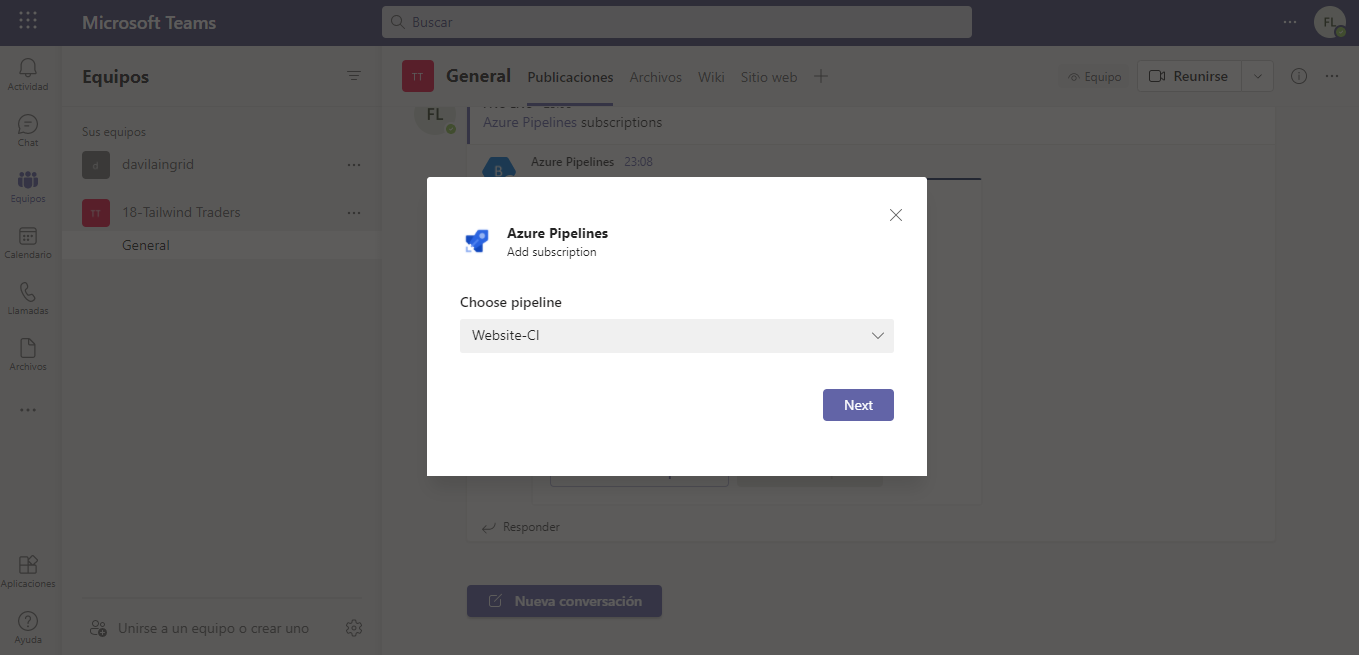 Microsoft Teams
Buscar
FL
Actividad
Chat
Equipos
Calendario
Llamadas
Archivos
Aplicaciones
Ayuda
Equipos
Sus equipos
d
davilaingrid
TT
18-Tailwind Traders
General
Unirse a un equipo o crear uno
TT
General
Publicaciones
Archivos
Wiki
Sitio web
Equipo
Reunirse
FL
Azure Pipelines subscriptions
Azure Pipelines 23:08
B
Azure Pipelines
Add subscription
Choose pipeline
Website-CI
Next
Responder
Nueva conversación